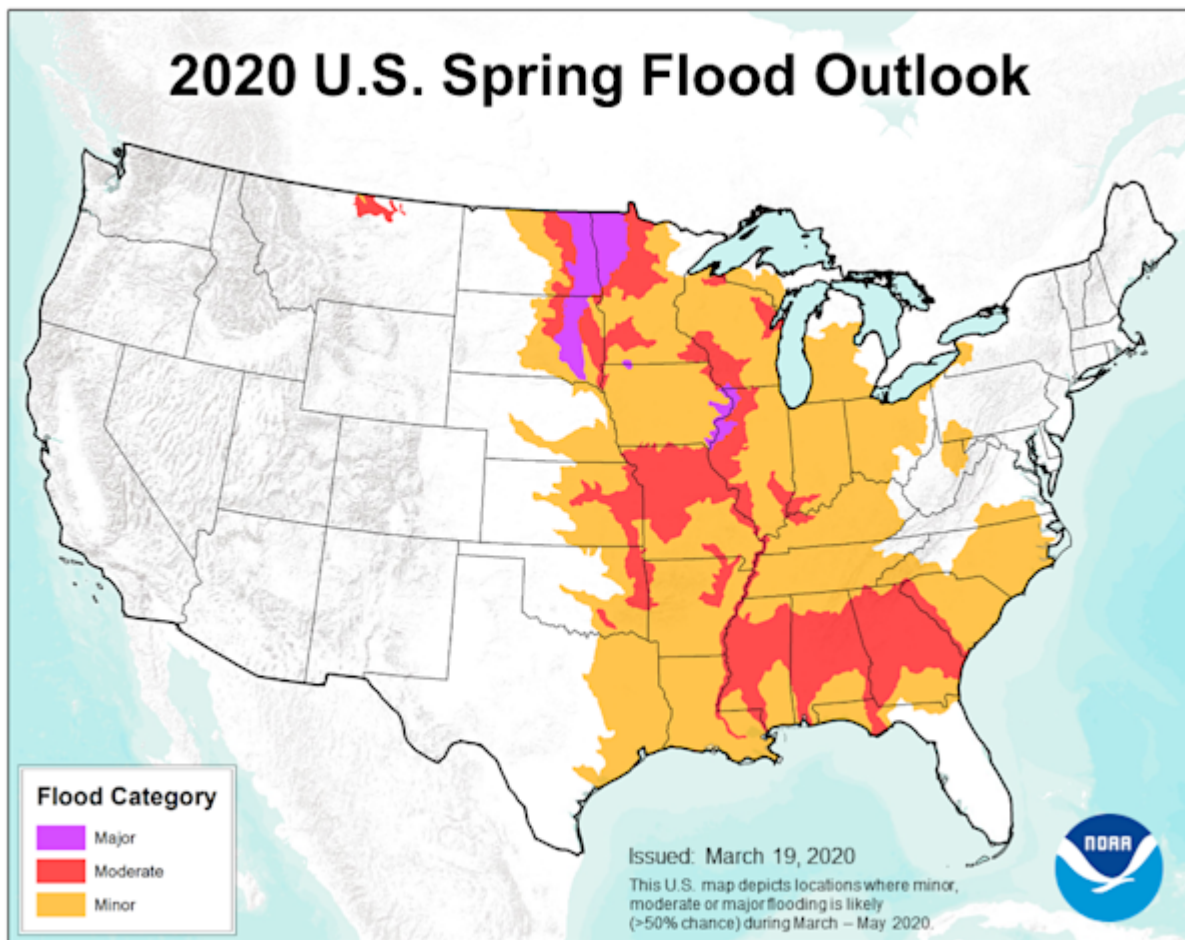 2020 U.S. Spring Flood Outlook
Flood Category
Major
Moderate
Minor
Issued: March 19, 2020
This U.S. map depicts locations where minor,
moderate or major flooding is likely
(>50% chance) during March – May 2020.
NOAA